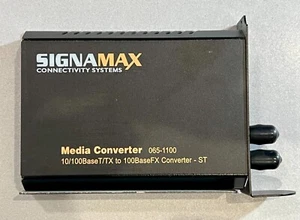 SIGNAMAX
CONNECTIVITY SYSTEMS
Media Converter 065-1100
10/100BaseT/TX to 100BaseFX Converter - ST